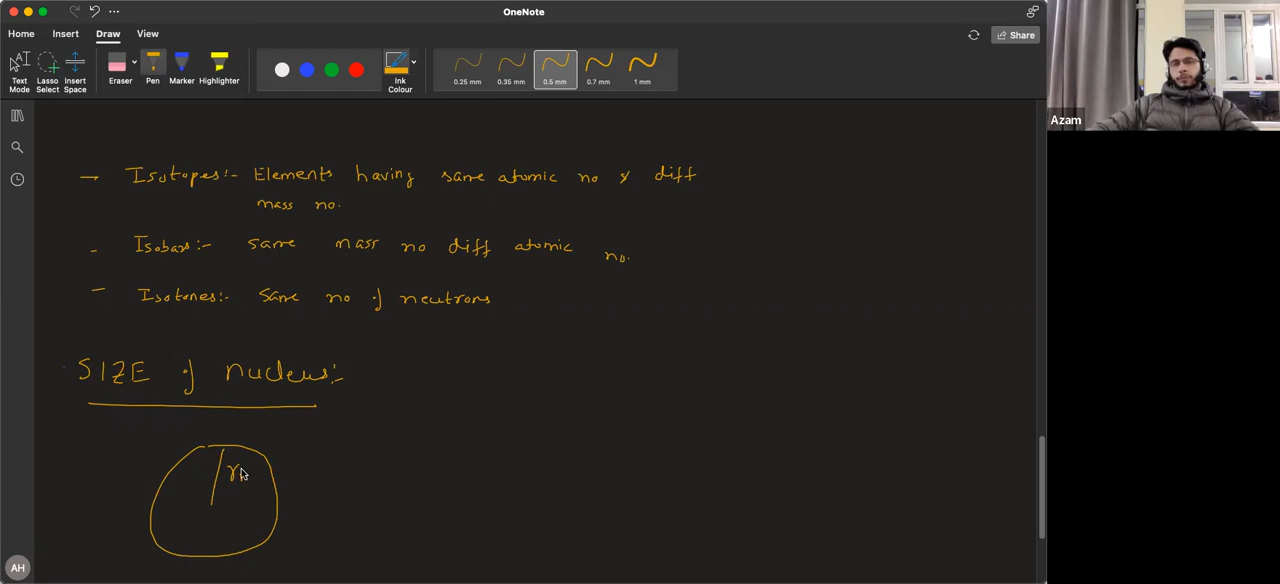 OneNote
Home Insert Draw View
Share
Text Mode
Lasso Select
Insert Space
Eraser
Pen
Marker
Highlighter
Ink Colour
0.25 mm
0.35 mm
0.5 mm
0.7 mm
1 mm
Azam
→ Isotopes:- Elements having same atomic no & diff
mass no.
- Isobars:- same mass no diff atomic no.
- Isotones:- same no of neutrons
SIZE of nucleus:-
r
AH